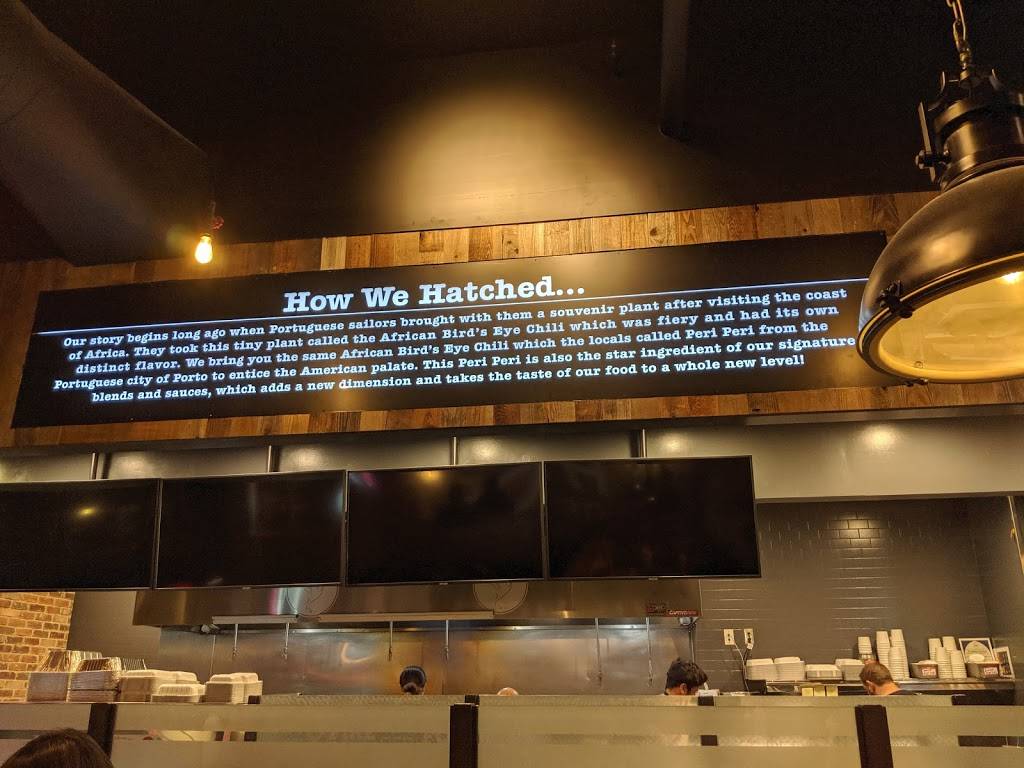 How We Hatched...
Our story begins long ago when Portuguese sailors brought with them a souvenir plant after visiting the coast
of Africa. They took this tiny plant called the African Bird's Eye Chili which was fiery and had its own
distinct flavor. We bring you the same African Bird's Eye Chili which the locals called Peri Peri from the
Portuguese city of Porto to entice the American palate. This Peri Peri is also the star ingredient of our signature
blends and sauces, which adds a new dimension and takes the taste of our food to a whole new level!